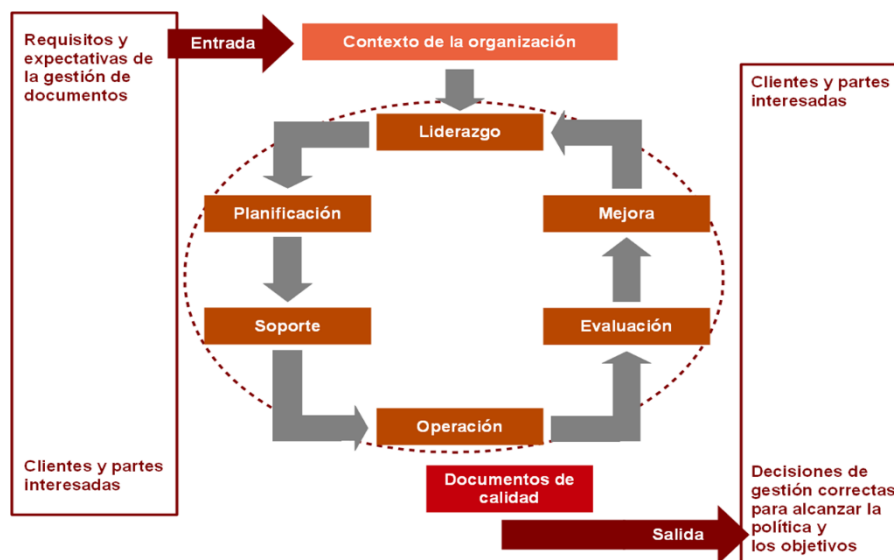 Requisitos y
expectativas de
la gestión de
documentos
Entrada
Contexto de la organización
Clientes y partes
interesadas
Liderazgo
Planificación
Mejora
Soporte
Evaluación
Operación
Clientes y partes
interesadas
Documentos de
calidad
Decisiones de
gestión correctas
para alcanzar la
política y
los objetivos
Salida